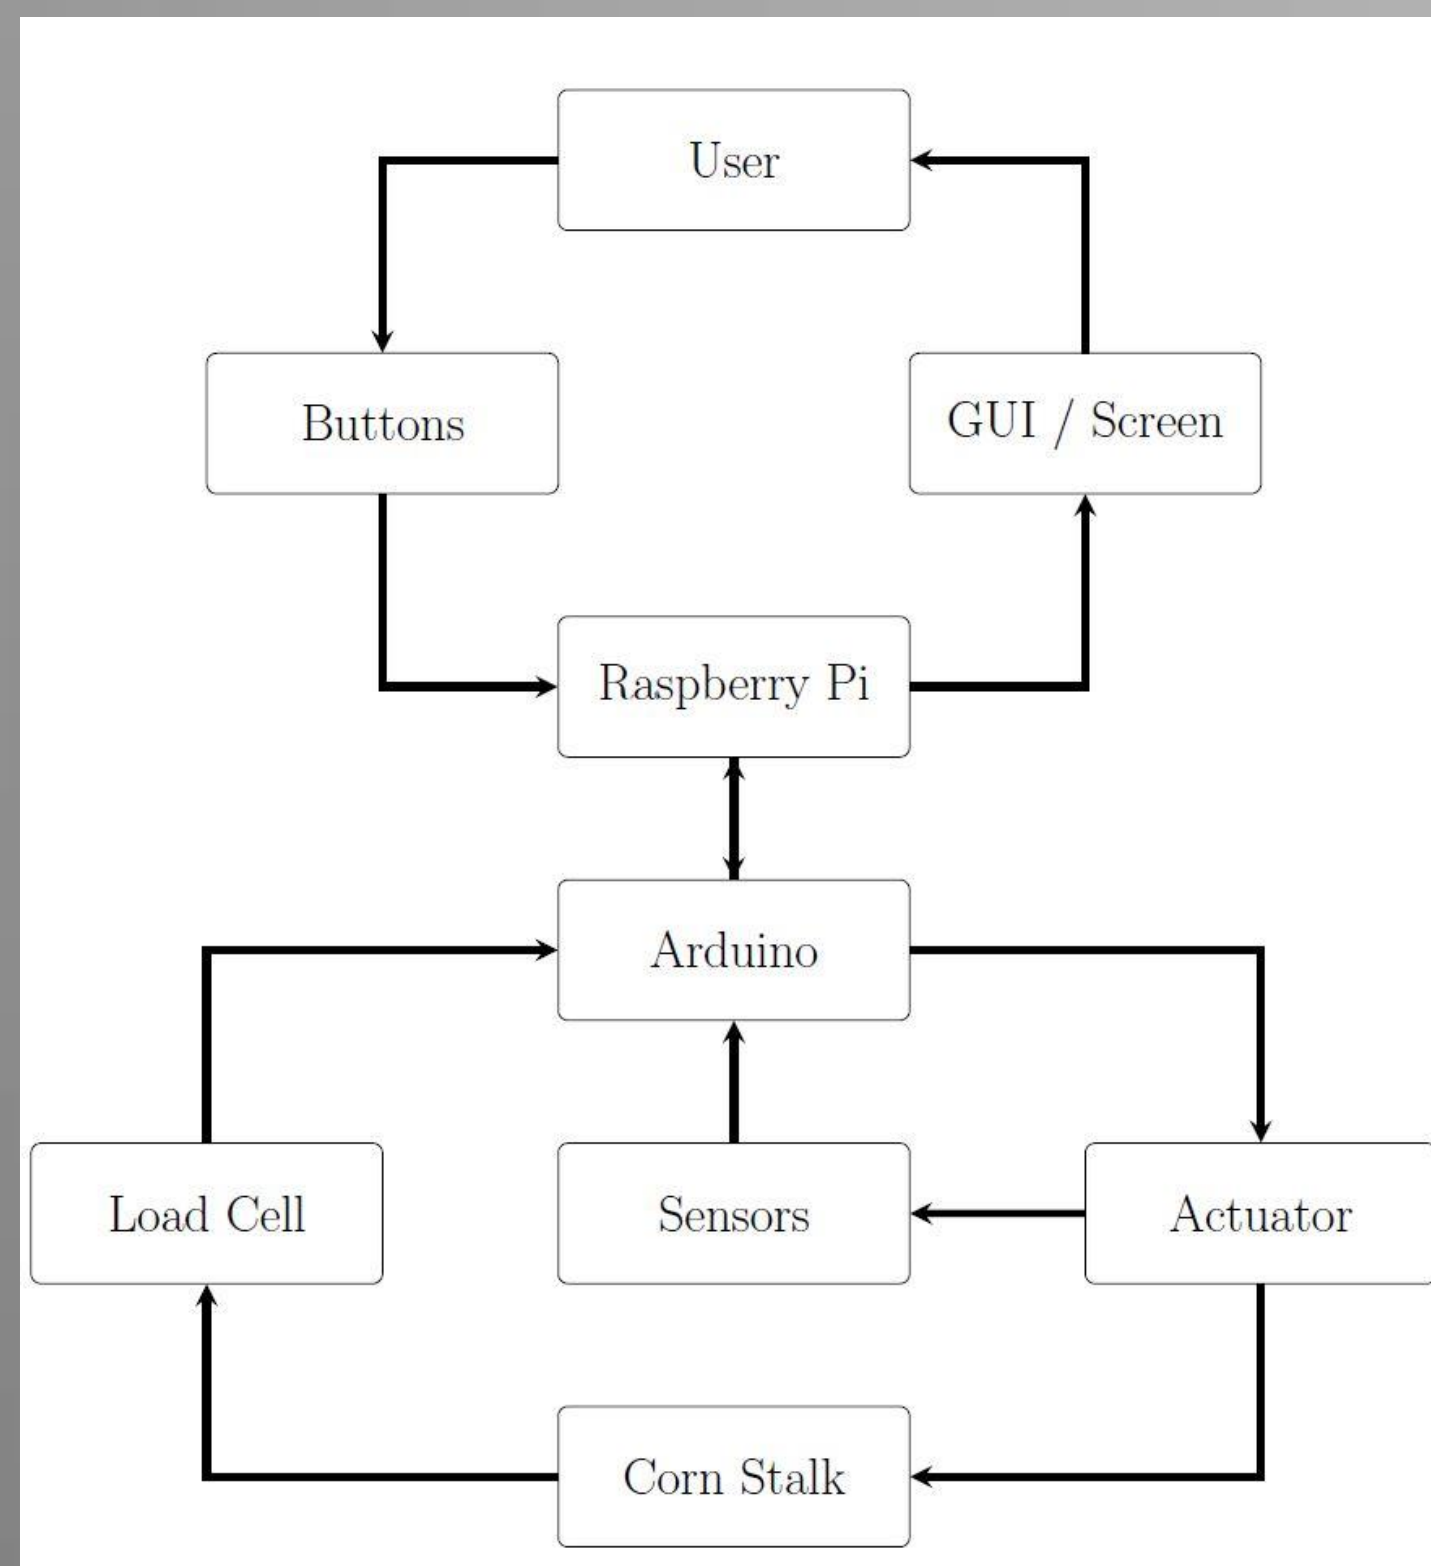 User
Buttons
GUI / Screen
Raspberry Pi
Arduino
Load Cell
Sensors
Actuator
Corn Stalk